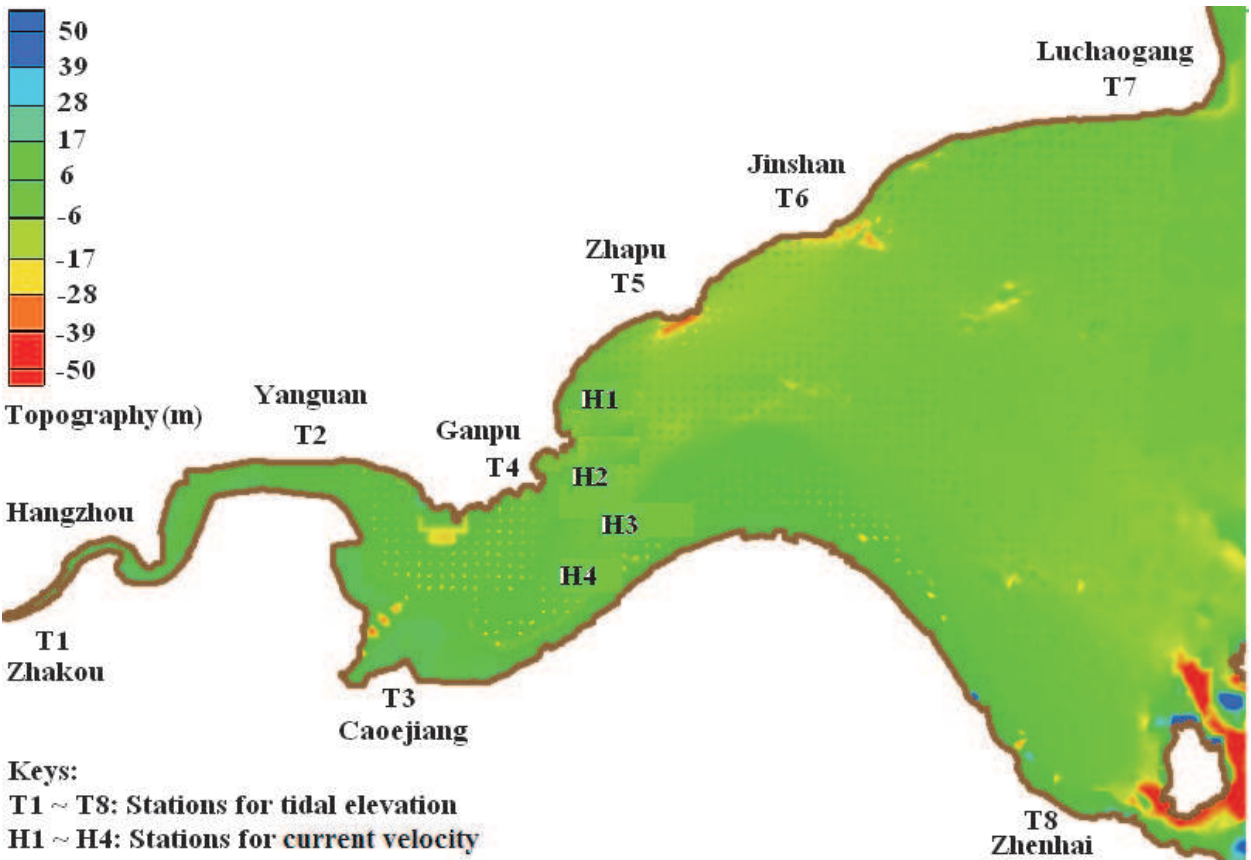 50
39
28
17
6
-6
-17
-28
-39
-50
Topography (m)
Luchaogang
T7
Jinshan
T6
Zhapu
T5
Yanguan
T2
Ganpu
T4
H1
H2
H3
H4
Hangzhou
T1
Zhakou
T3
Caoejiang
T8
Zhenhai
Keys:
T1 ~ T8: Stations for tidal elevation
H1 ~ H4: Stations for current velocity